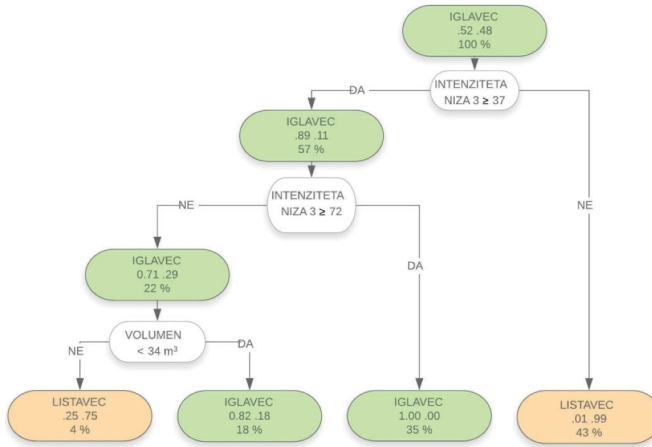 IGLAVEC
.52 .48
100 %
INTENZITETA
NIZA 3 ≥ 37
DA
NE
IGLAVEC
.89 .11
57 %
INTENZITETA
NIZA 3 ≥ 72
NE
DA
IGLAVEC
0.71 .29
22 %
VOLUMEN
< 34 m³
NE
DA
LISTAVEC
.25 .75
4 %
IGLAVEC
0.82 .18
18 %
IGLAVEC
1.00 .00
35 %
LISTAVEC
.01 .99
43 %